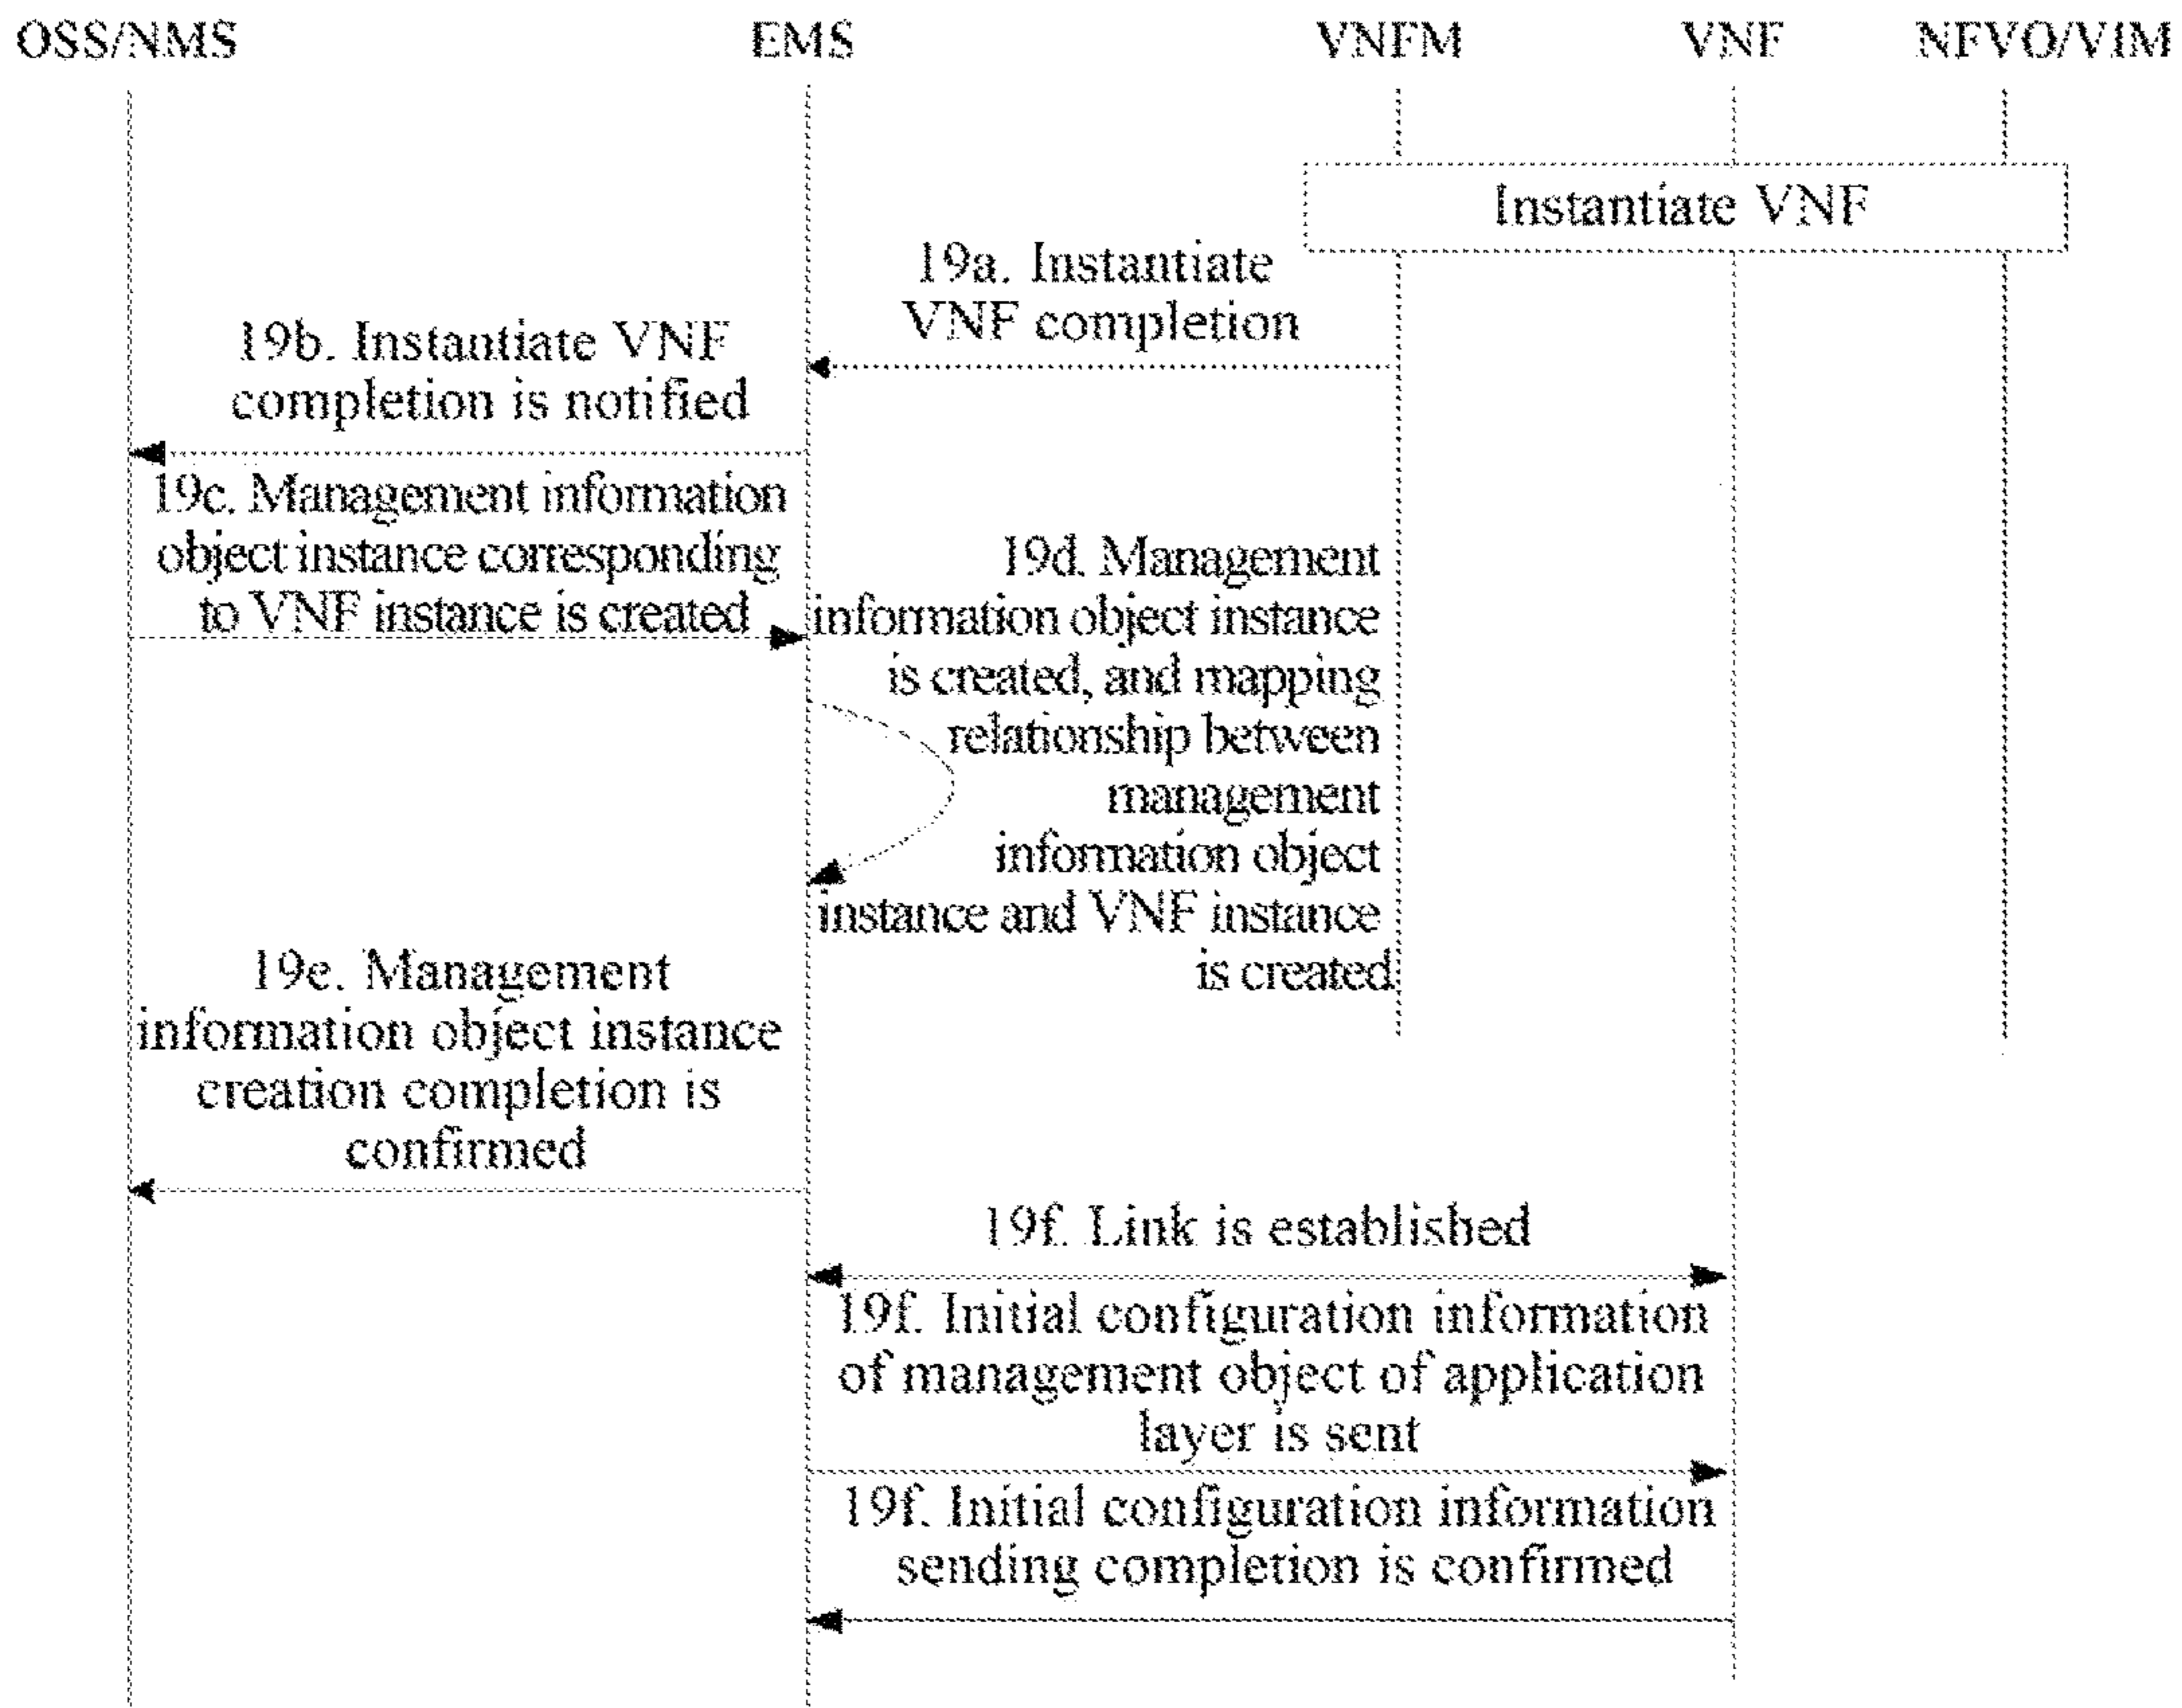 OSS/NMS
EMS
VNFM
VNF
NFVO/VIM
Instantiate VNF
19a. Instantiate
VNF completion
19b. Instantiate VNF
completion is notified
19c. Management information
object instance corresponding
to VNF instance is created
19d. Management
information object instance
is created, and mapping
relationship between
management
information object
instance and VNF instance
is created
19e. Management
information object instance
creation completion is
confirmed
19f. Link is established
19f. Initial configuration information
of management object of application
layer is sent
19f. Initial configuration information
sending completion is confirmed